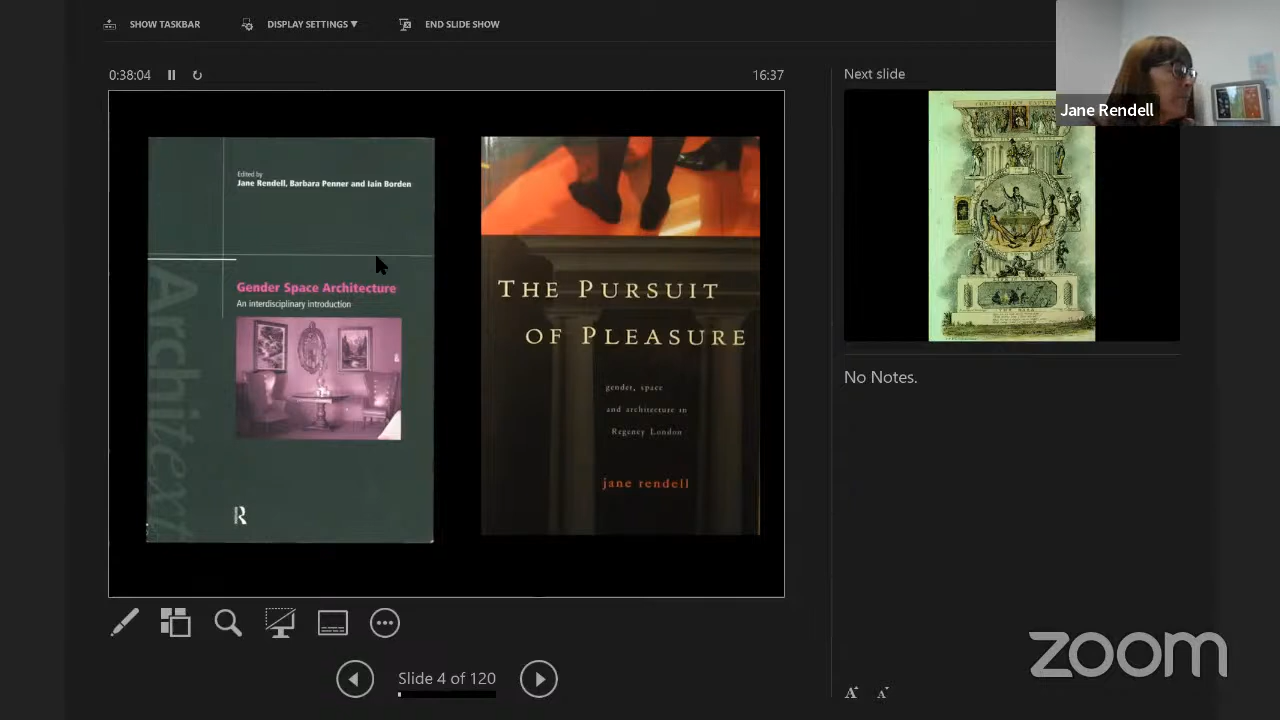 SHOW TASKBAR
DISPLAY SETTINGS ▼
END SLIDE SHOW
0:38:04
16:37
Next slide
Jane Rendell
Edited by
Jane Rendell, Barbara Penner and Iain Borden
Gender Space Architecture
An interdisciplinary introduction
Architext
R
THE PURSUIT
OF PLEASURE
gender, space
and architecture in
Regency London
jane rendell
No Notes.
Slide 4 of 120
A A
zoom